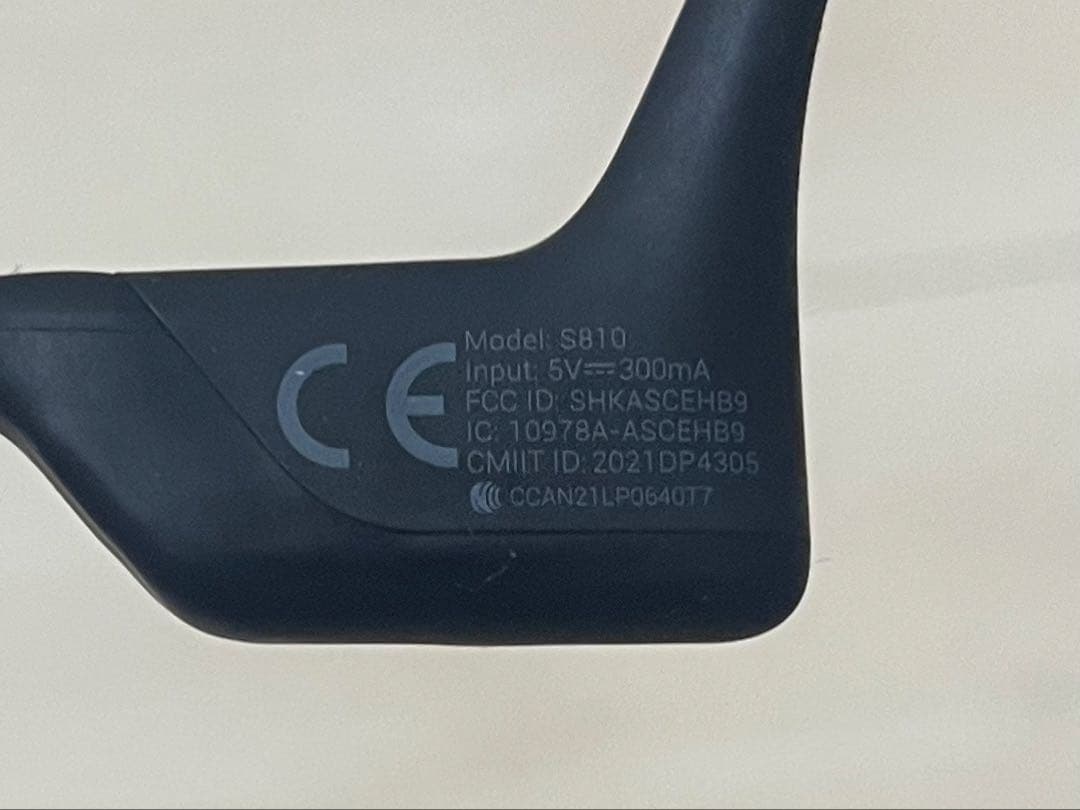 CE
Model: S810
Input: 5V⎓300mA
FCC ID: SHKASCEHB9
IC: 10978A-ASCEHB9
CMIIT ID: 2021DP4305
CCAN21LP0640T7